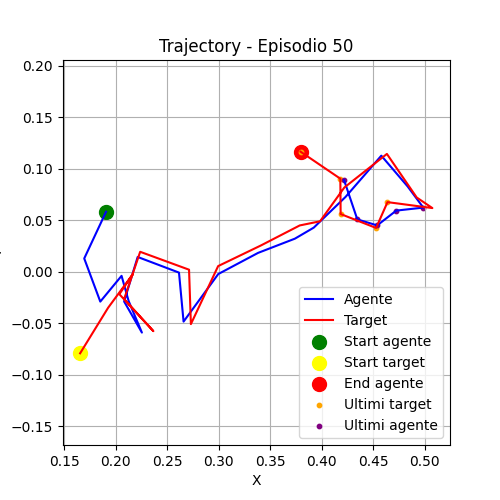 Trajectory - Episodio 50
0.20
0.15
0.10
0.05
0.00
−0.05
−0.10
−0.15
Agente
Target
Start agente
Start target
End agente
Ultimi target
Ultimi agente
0.15 0.20 0.25 0.30 0.35 0.40 0.45 0.50
X